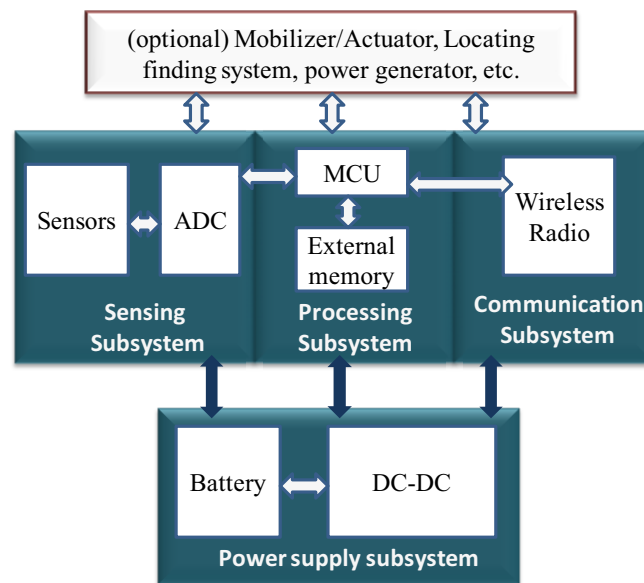 (optional) Mobilizer/Actuator, Locating
finding system, power generator, etc.
Sensors
ADC
MCU
External
memory
Wireless
Radio
Sensing
Subsystem
Processing
Subsystem
Communication
Subsystem
Battery
DC-DC
Power supply subsystem